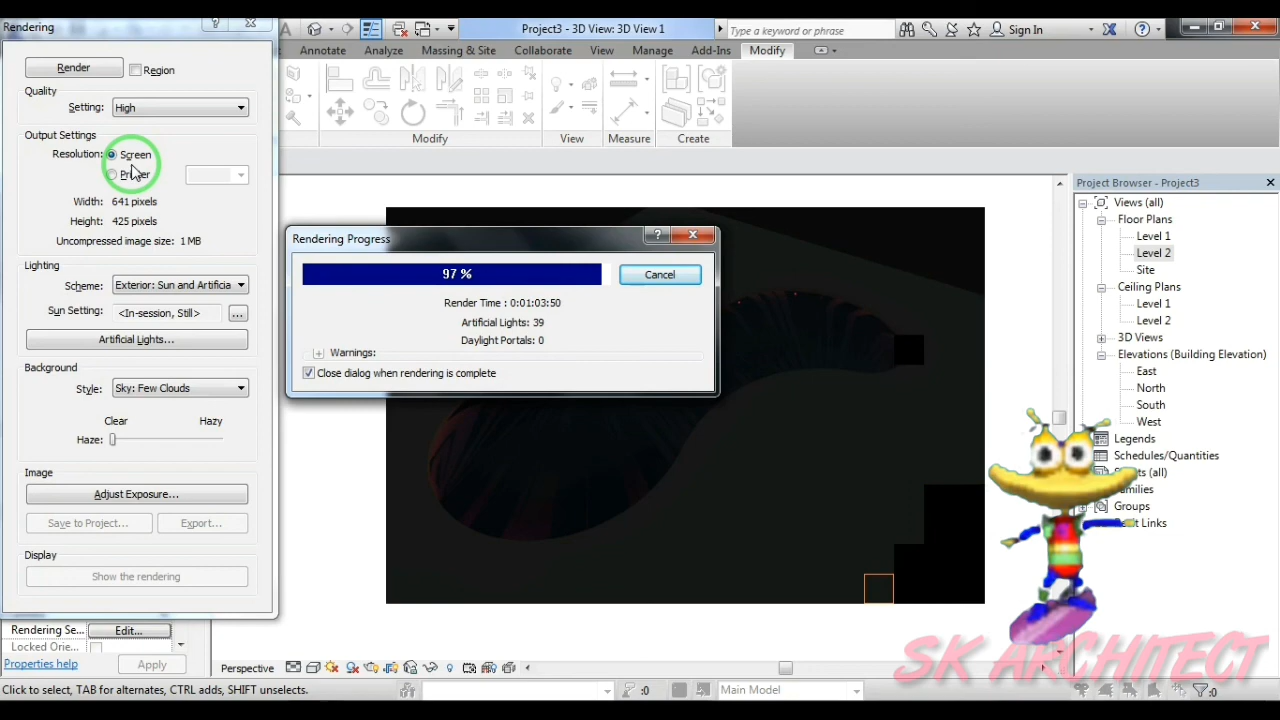 Rendering
Project3 - 3D View: 3D View 1
Type a keyword or phrase
Sign In
Annotate
Analyze
Massing & Site
Collaborate
View
Manage
Add-Ins
Modify
Modify
View
Measure
Create
Render
Region
Quality
Setting: High
Output Settings
Resolution: Screen
Width: 641 pixels
Height: 425 pixels
Uncompressed image size: 1 MB
Lighting
Scheme: Exterior: Sun and Artificia
Sun Setting: <In-session, Still> ...
Artificial Lights...
Background
Style: Sky: Few Clouds
Clear Hazy
Haze:
Image
Adjust Exposure...
Save to Project... Export...
Display
Show the rendering
Rendering Se... Edit...
Locked Orie...
Properties help
Apply
Rendering Progress
97 %
Cancel
Render Time : 0:01:03:50
Artificial Lights: 39
Daylight Portals: 0
Warnings:
Close dialog when rendering is complete
Project Browser - Project3
Views (all)
Floor Plans
Level 1
Level 2
Site
Ceiling Plans
Level 1
Level 2
3D Views
Elevations (Building Elevation)
East
North
South
West
Legends
Schedules/Quantities
(all)
Groups
Links
SK ARCHITECT
Perspective
Click to select, TAB for alternates, CTRL adds, SHIFT unselects.
:0
Main Model
:0